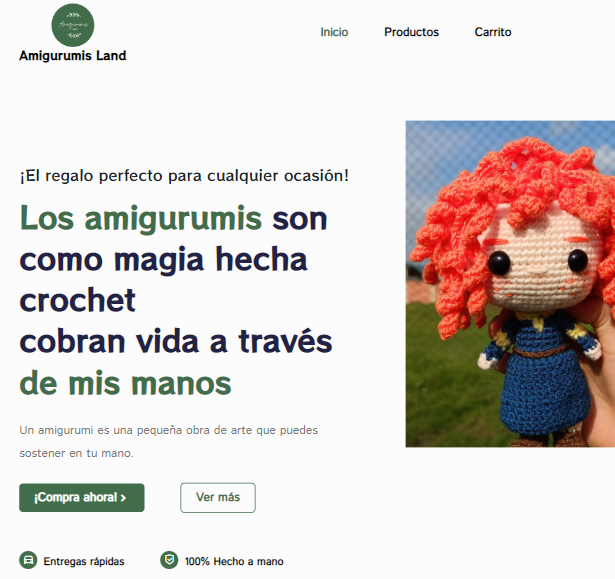 Amigurumis Land
Inicio
Productos
Carrito
¡El regalo perfecto para cualquier ocasión!
Los amigurumis son
como magia hecha
crochet
cobran vida a través
de mis manos
Un amigurumi es una pequeña obra de arte que puedes
sostener en tu mano.
¡Compra ahora! ›
Ver más
Entregas rápidas
100% Hecho a mano